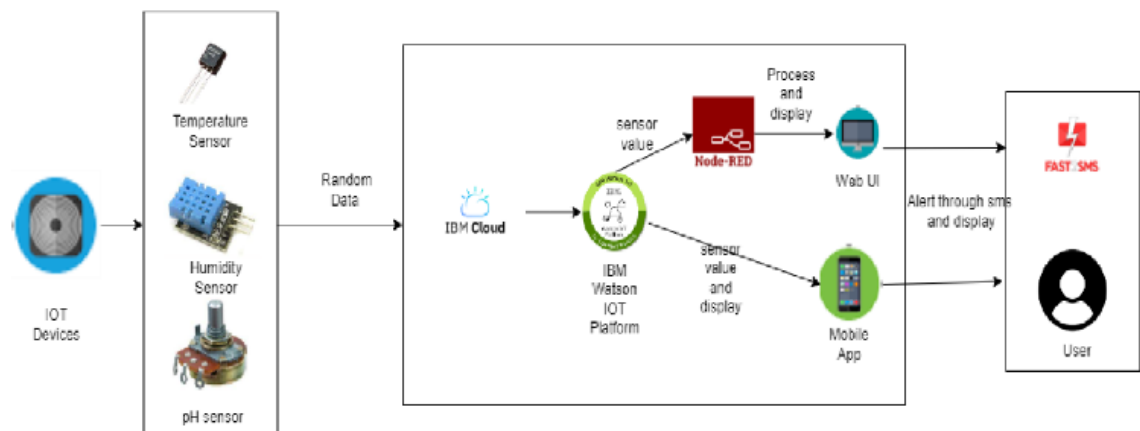 IOT
Devices
Temperature
Sensor
Humidity
Sensor
pH sensor
Random
Data
IBM Cloud
IBM
Watson
IOT
Platform
sensor
value
Node-RED
Process
and
display
Web UI
sensor
value
and
display
Mobile
App
Alert through sms
and display
FAST2SMS
User